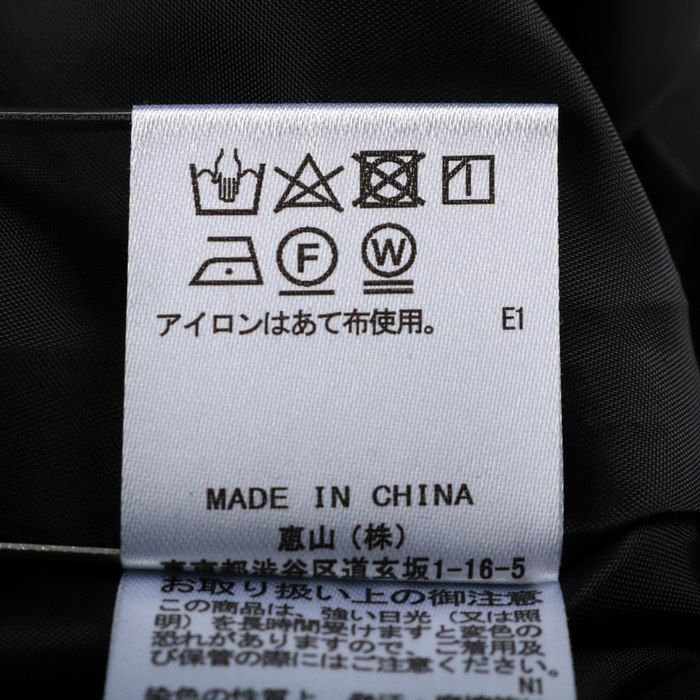 F W
アイロンはあて布使用。 E1
MADE IN CHINA
恵山(株)
東京都渋谷区道玄坂1-16-5
お取り扱い上の御注意
この商品は、強い日光(又は照
明)を長時間受けますと変色の
恐れがありますので、ご着用及
び保管の際にはご注意ください。
N1